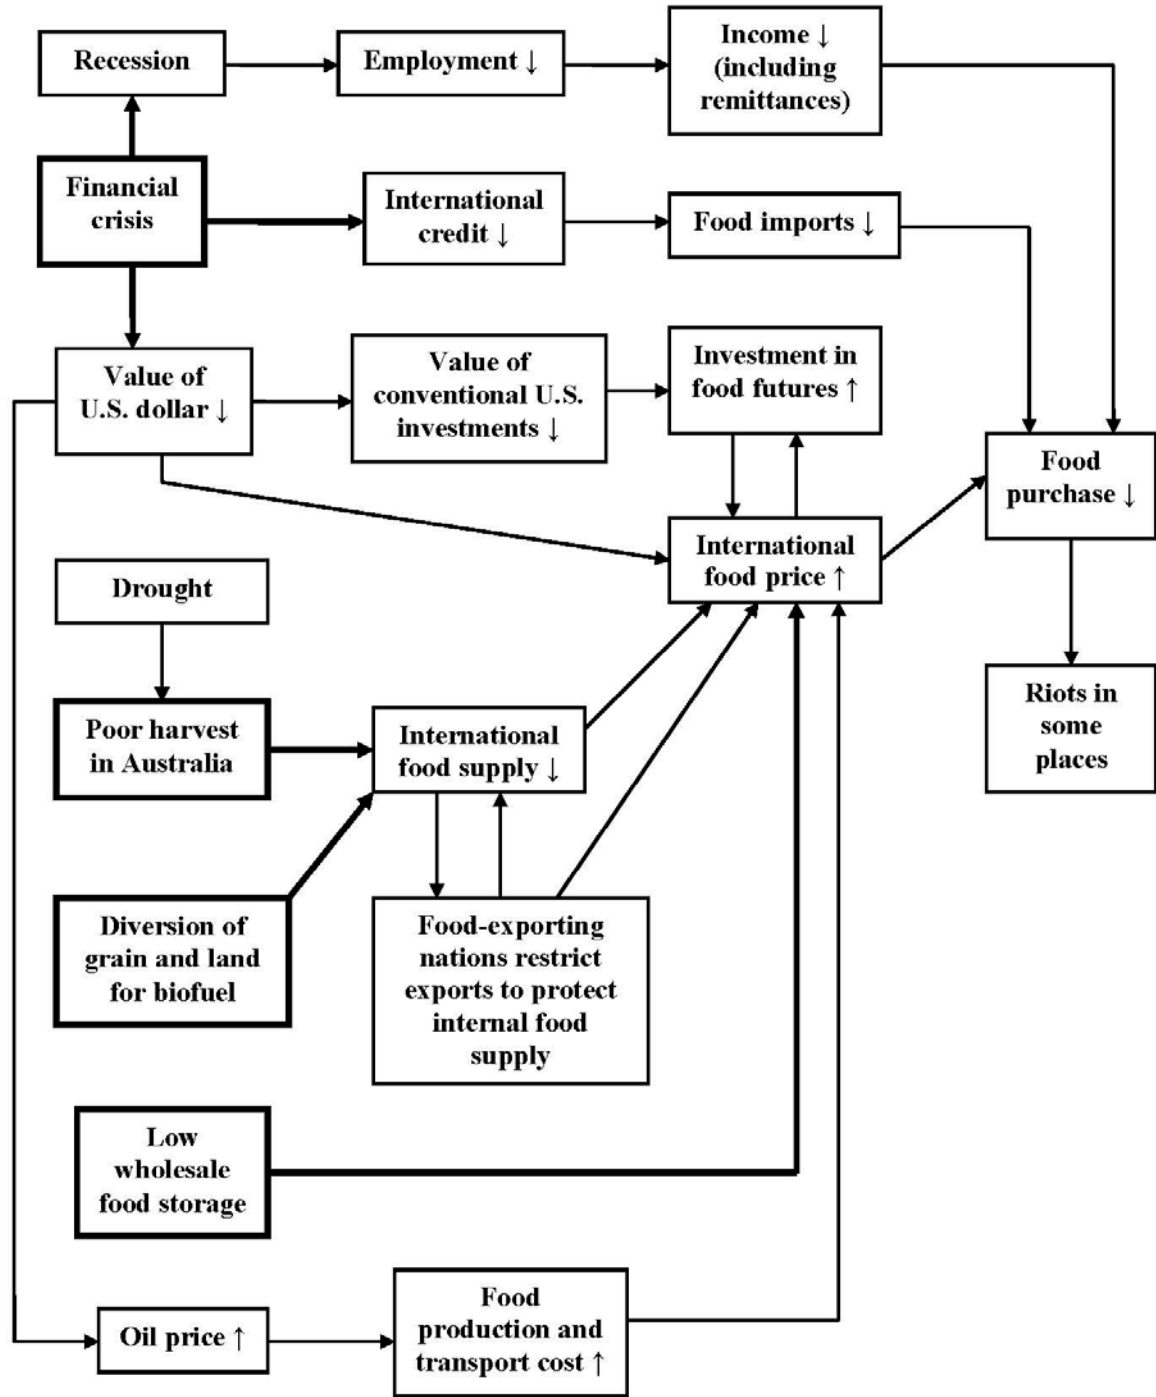 Recession
Employment ↓
Income ↓
(including
remittances)
Financial
crisis
International
credit ↓
Food imports ↓
Value of
U.S. dollar ↓
Value of
conventional U.S.
investments ↓
Investment in
food futures ↑
Food
purchase ↓
International
food price ↑
Drought
Riots in
some
places
Poor harvest
in Australia
International
food supply ↓
Diversion of
grain and land
for biofuel
Food-exporting
nations restrict
exports to protect
internal food
supply
Low
wholesale
food storage
Oil price ↑
Food
production and
transport cost ↑